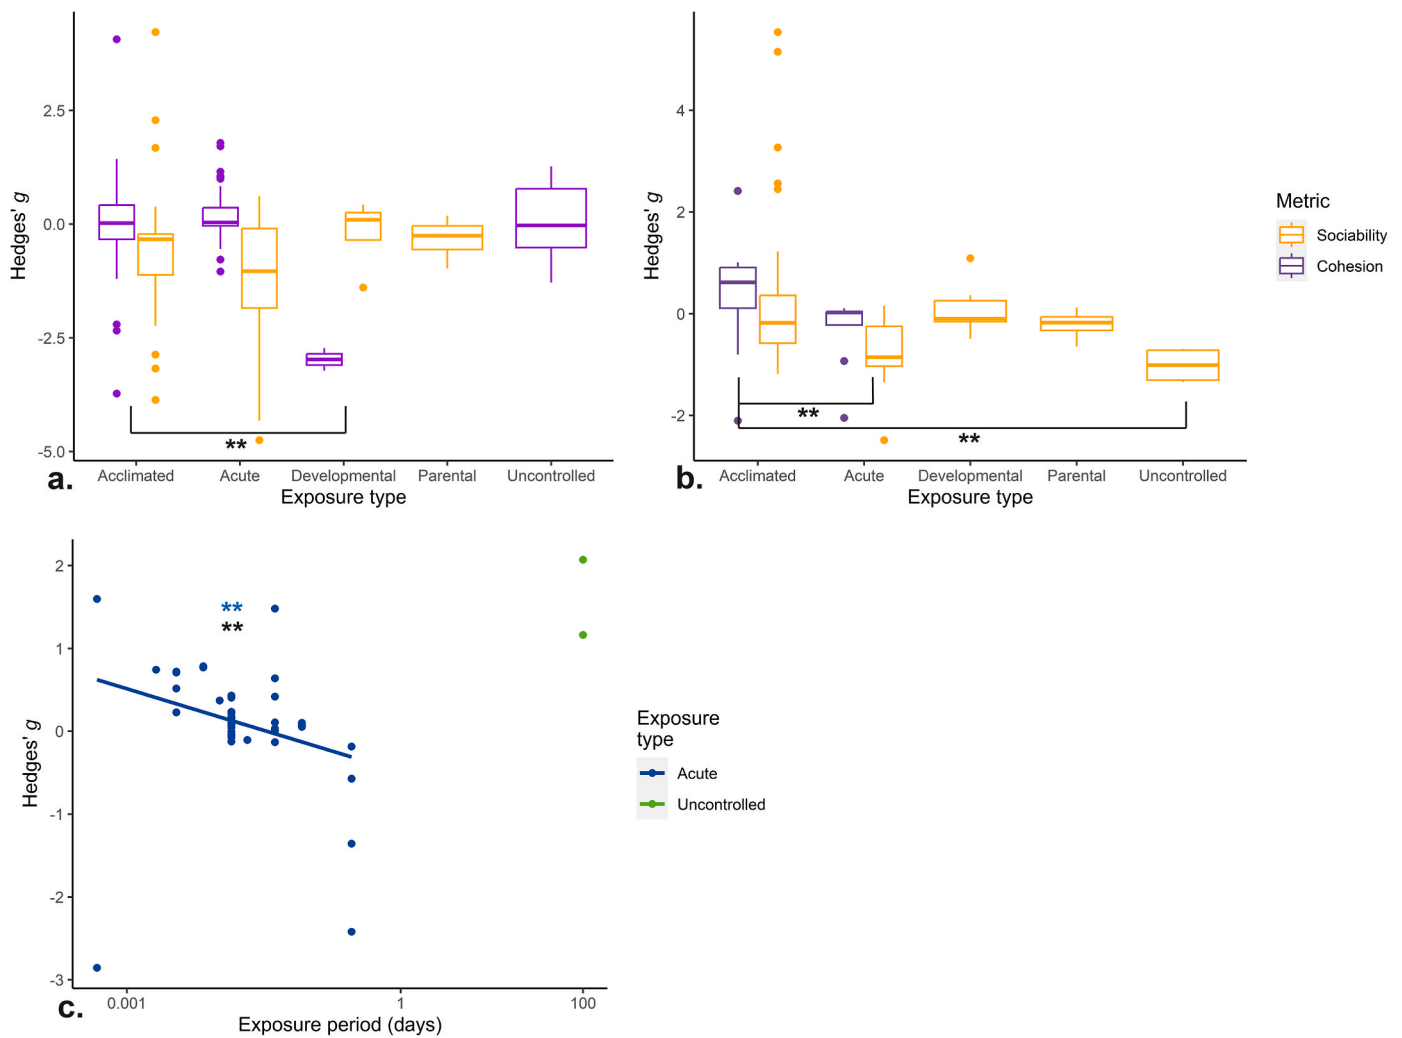 Hedges' g
2.5
0.0
-2.5
-5.0
**
Acclimated Acute Developmental Parental Uncontrolled
a.
Exposure type
Hedges' g
4
2
0
-2
**
**
Acclimated Acute Developmental Parental Uncontrolled
b.
Exposure type
Metric
Sociability
Cohesion
Hedges' g
2
1
0
-1
-2
-3
**
**
0.001 1 100
c.
Exposure period (days)
Exposure
type
Acute
Uncontrolled